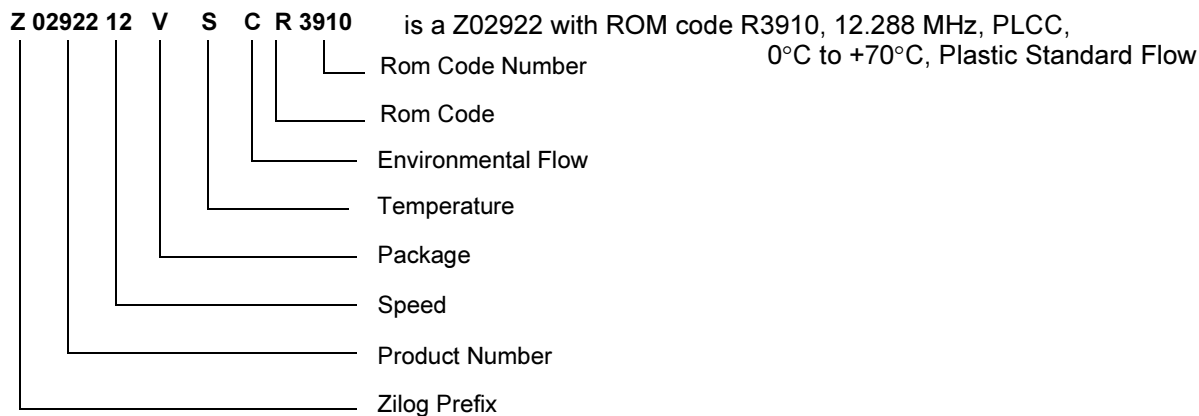 Z 02922 12 V S C R 3910 is a Z02922 with ROM code R3910, 12.288 MHz, PLCC,
0°C to +70°C, Plastic Standard Flow
Rom Code Number
Rom Code
Environmental Flow
Temperature
Package
Speed
Product Number
Zilog Prefix